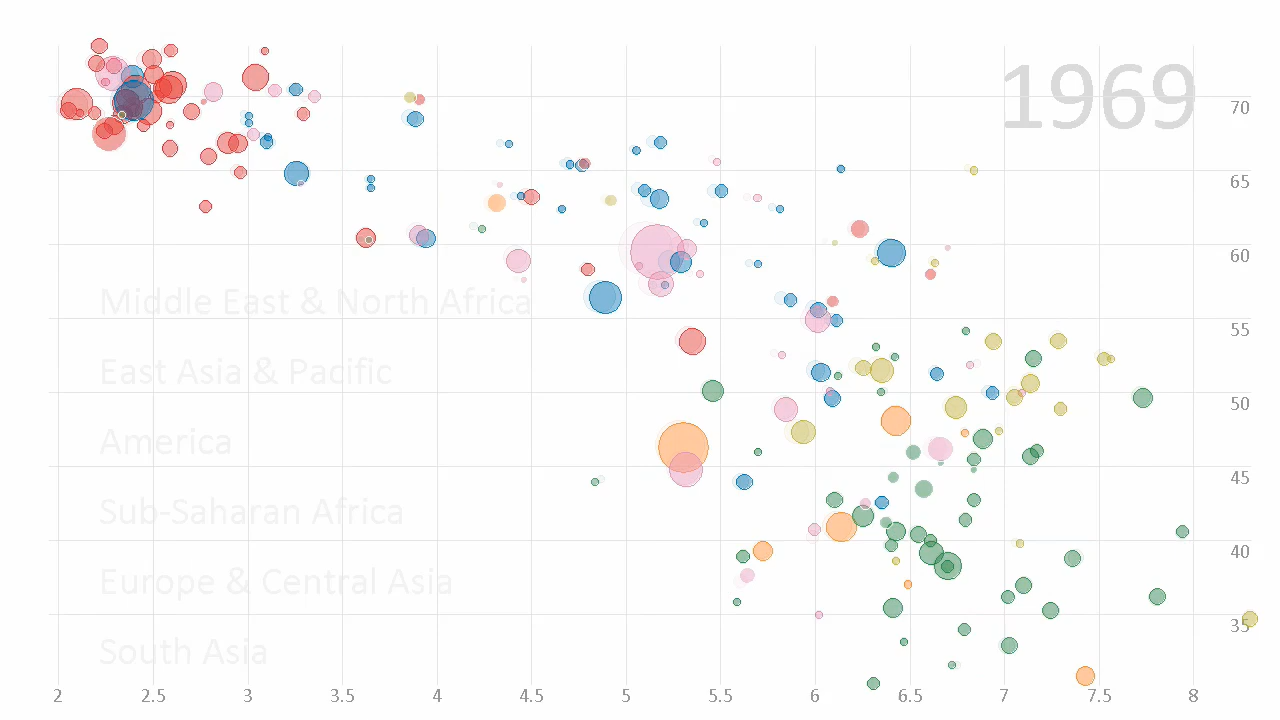 1969
70
65
60
Middle East & North Africa
55
East Asia & Pacific
50
America
45
Sub-Saharan Africa
40
Europe & Central Asia
35
South Asia
2 2.5 3 3.5 4 4.5 5 5.5 6 6.5 7 7.5 8